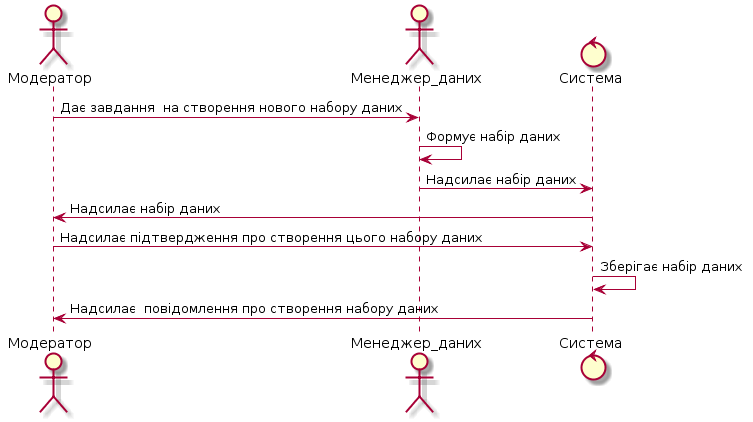 Модератор
Менеджер_даних
Система
Дає завдання  на створення нового набору даних
Формує набір даних
Надсилає набір даних
Надсилає набір даних
Надсилає підтвердження про створення цього набору даних
Зберігає набір даних
Надсилає  повідомлення про створення набору даних
Модератор
Менеджер_даних
Система